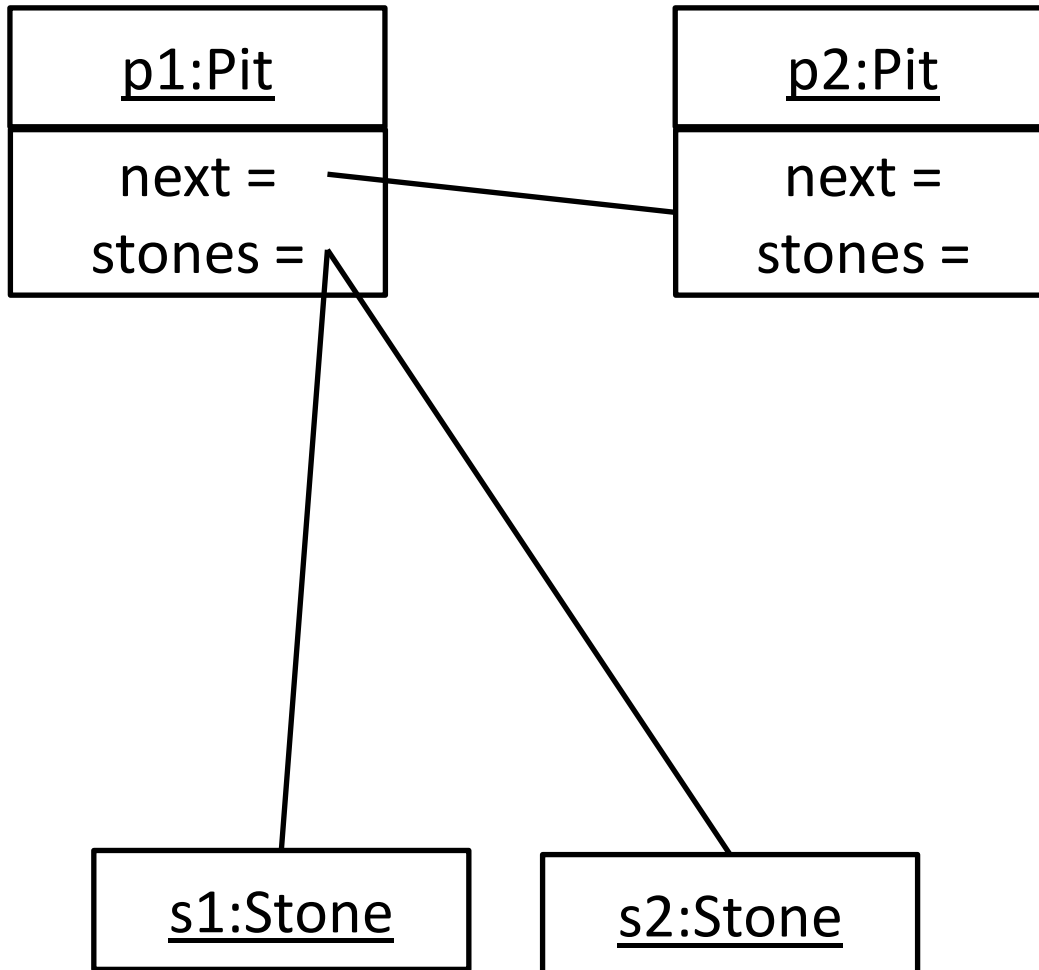 p1:Pit
next =
stones =
p2:Pit
next =
stones =
s1:Stone
s2:Stone